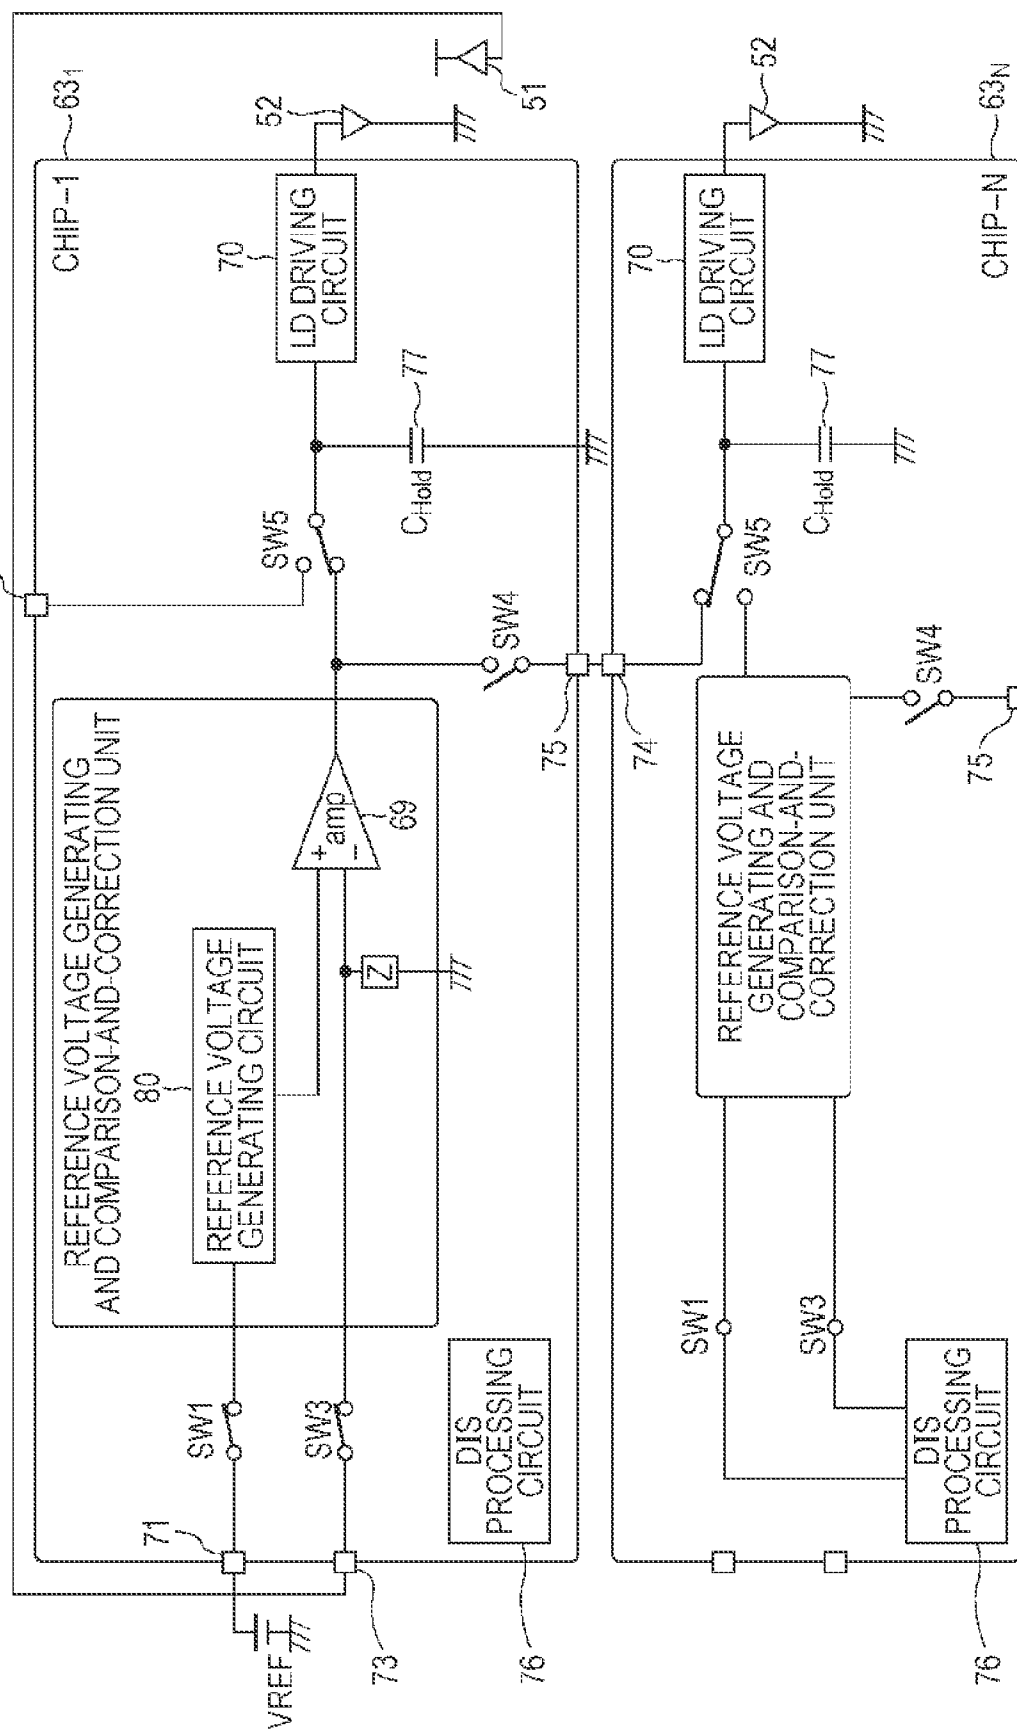 63₁
CHIP-1
52
51
70
LD DRIVING
CIRCUIT
77
CHold
SW5
SW4
75
REFERENCE VOLTAGE GENERATING
AND COMPARISON-AND-CORRECTION UNIT
amp
+
−
69
80
REFERENCE VOLTAGE
GENERATING CIRCUIT
Z
SW1
SW3
DIS
PROCESSING
CIRCUIT
71
73
VREF
76
63N
CHIP-N
52
70
LD DRIVING
CIRCUIT
77
CHold
SW5
74
SW4
75
REFERENCE VOLTAGE
GENERATING AND
COMPARISON-AND-
CORRECTION UNIT
SW1
SW3
DIS
PROCESSING
CIRCUIT
76